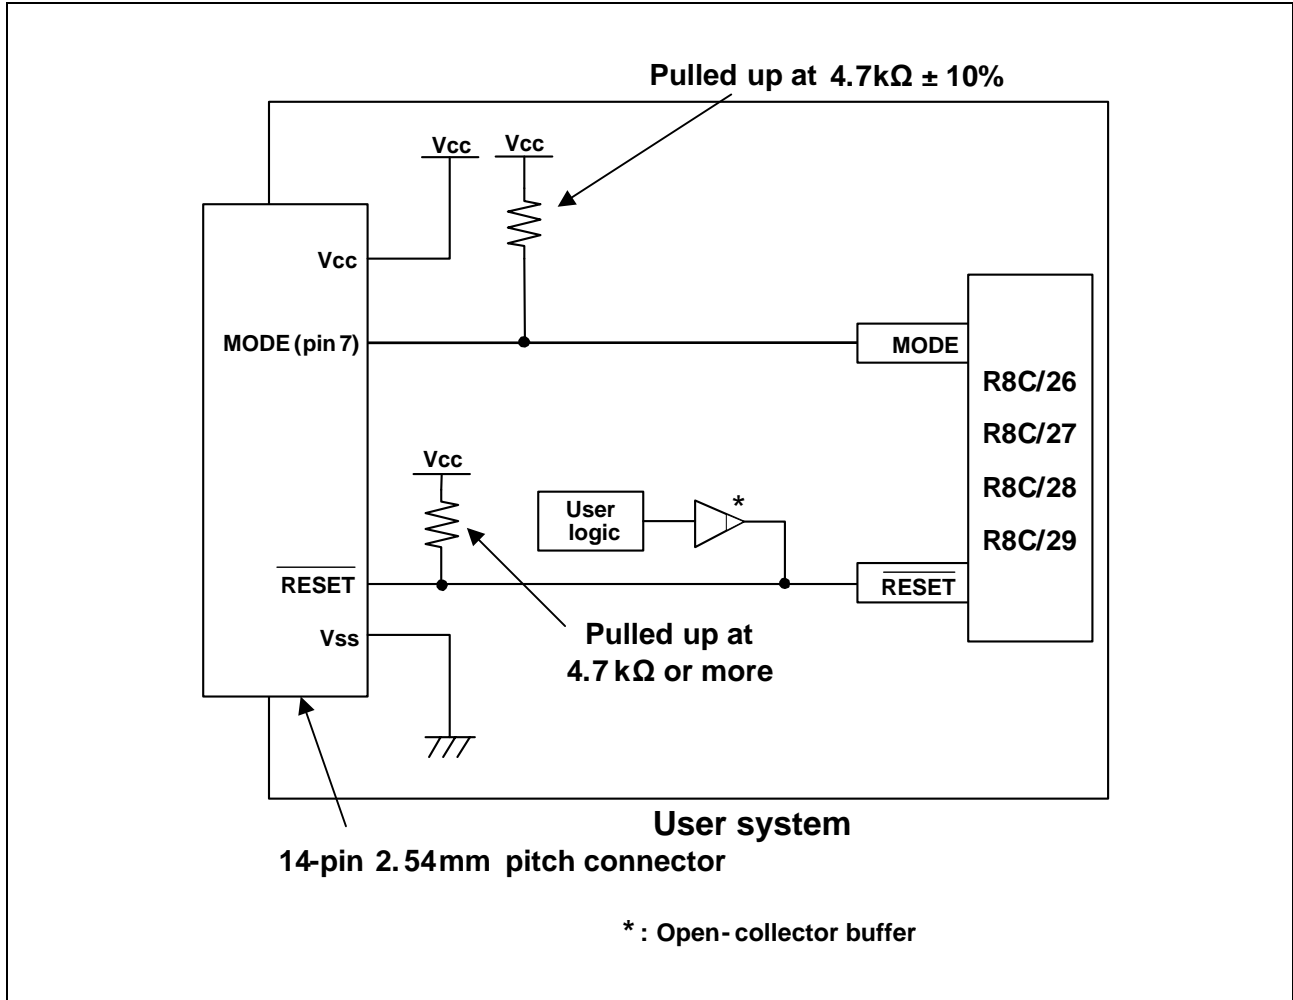 Pulled up at 4.7kΩ ± 10%
Vcc
Vcc
Vcc
MODE (pin 7)
MODE
R8C/26
R8C/27
R8C/28
R8C/29
Vcc
User
logic
*
RESET
RESET
Vss
Pulled up at
4.7 kΩ or more
User system
14-pin 2.54mm pitch connector
* : Open-collector buffer